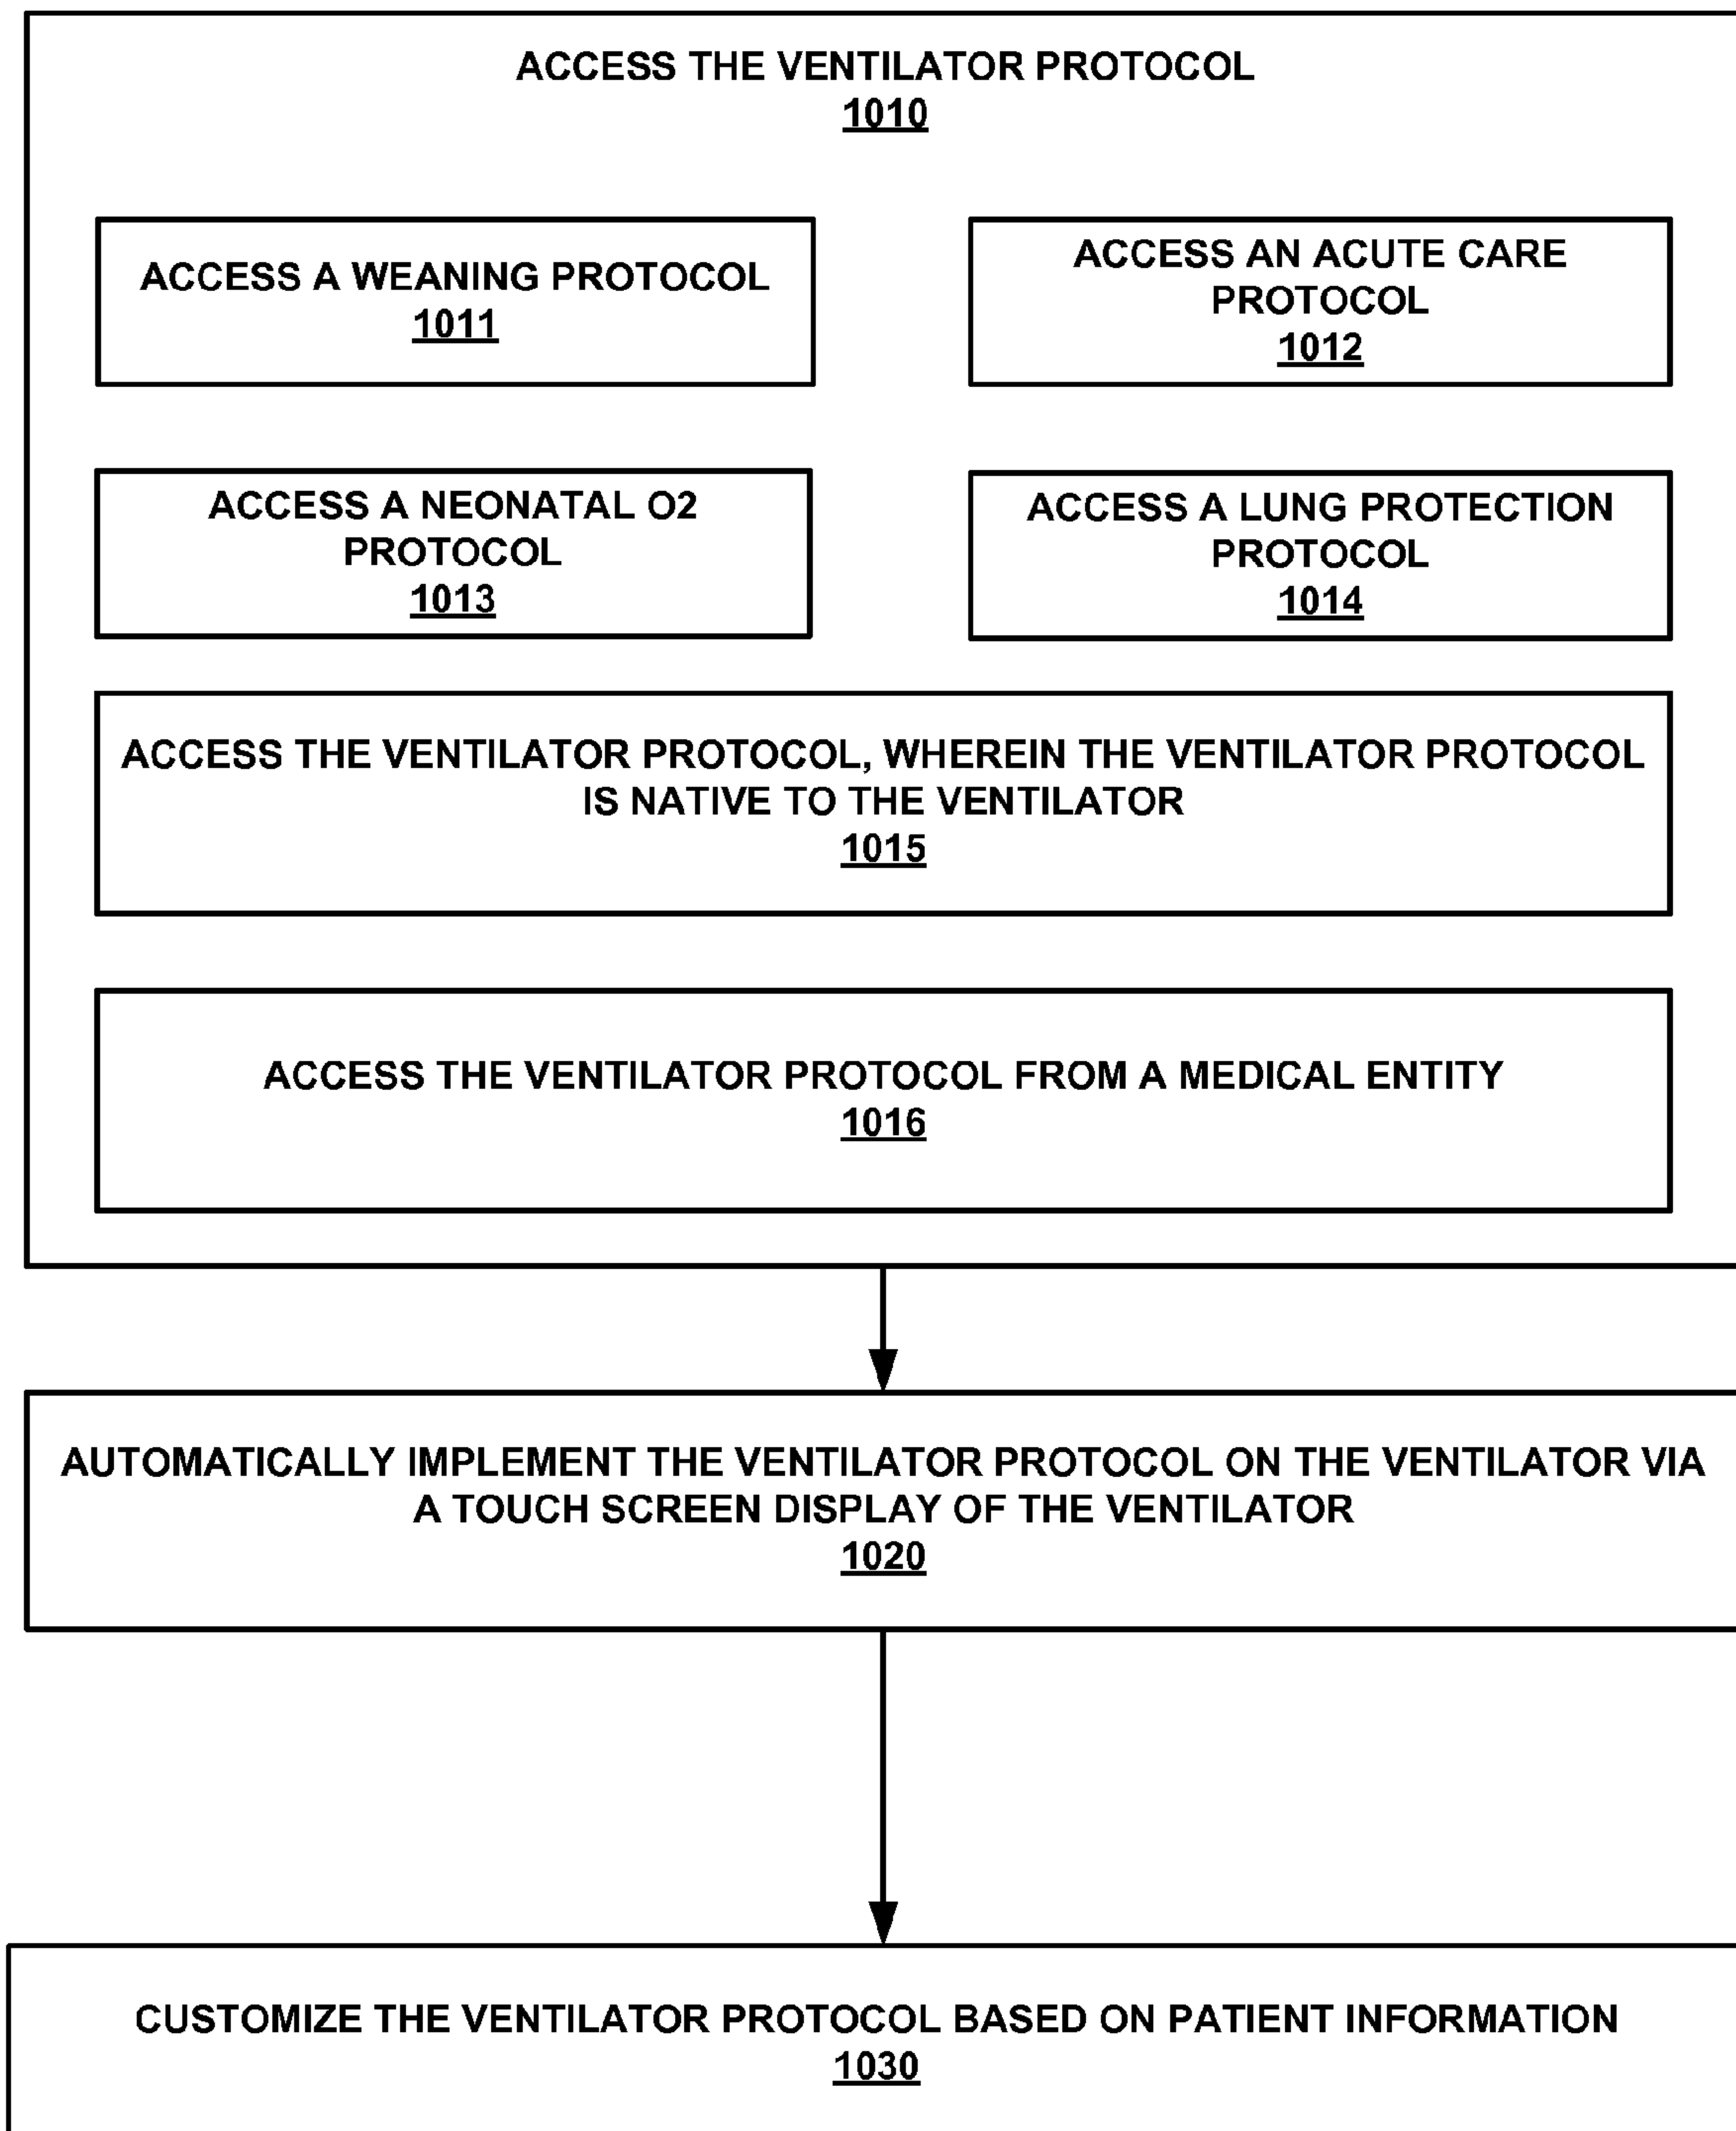 ACCESS THE VENTILATOR PROTOCOL
1010
ACCESS A WEANING PROTOCOL
1011
ACCESS AN ACUTE CARE
PROTOCOL
1012
ACCESS A NEONATAL O2
PROTOCOL
1013
ACCESS A LUNG PROTECTION
PROTOCOL
1014
ACCESS THE VENTILATOR PROTOCOL, WHEREIN THE VENTILATOR PROTOCOL
IS NATIVE TO THE VENTILATOR
1015
ACCESS THE VENTILATOR PROTOCOL FROM A MEDICAL ENTITY
1016
AUTOMATICALLY IMPLEMENT THE VENTILATOR PROTOCOL ON THE VENTILATOR VIA
A TOUCH SCREEN DISPLAY OF THE VENTILATOR
1020
CUSTOMIZE THE VENTILATOR PROTOCOL BASED ON PATIENT INFORMATION
1030